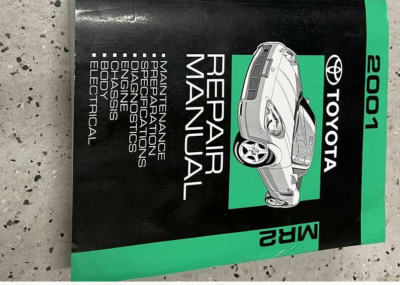 2001
TOYOTA
REPAIR
MANUAL
MAINTENANCE
PREPARATION
SPECIFICATIONS
DIAGNOSTICS
ENGINE
CHASSIS
BODY
ELECTRICAL
MR2